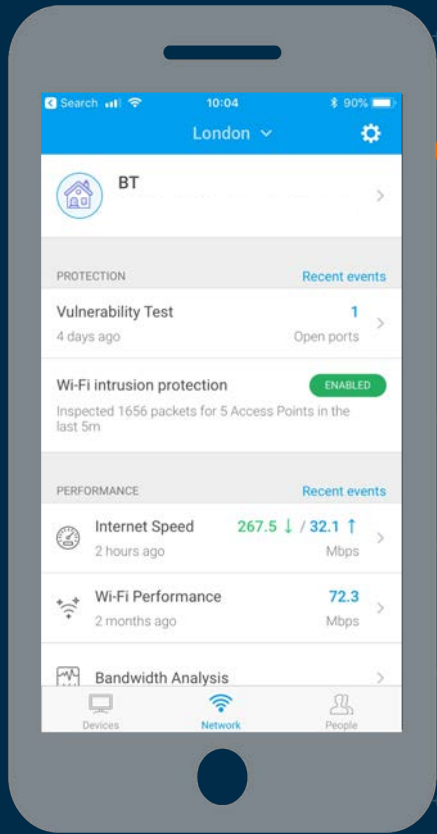 Search 10:04 90%
London
BT
PROTECTION Recent events
Vulnerability Test 1
4 days ago Open ports
Wi-Fi intrusion protection ENABLED
Inspected 1656 packets for 5 Access Points in the
last 5m
PERFORMANCE Recent events
Internet Speed 267.5 ↓ / 32.1 ↑
2 hours ago Mbps
Wi-Fi Performance 72.3
2 months ago Mbps
Bandwidth Analysis
Devices Network People